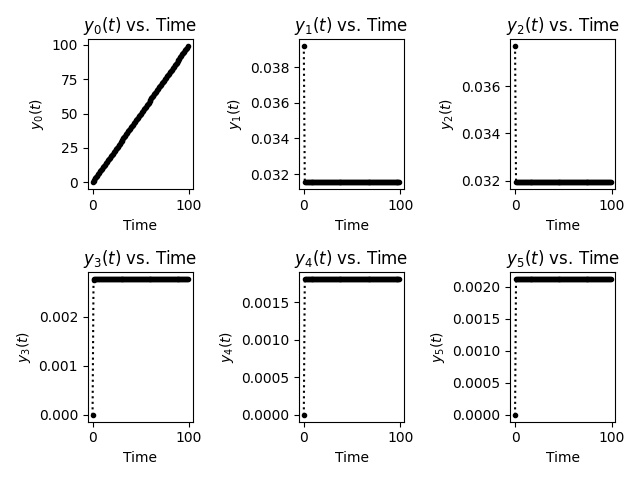 y₀(t) vs. Time
100
75
50
25
0
y₀(t)
0 100
Time
y₁(t) vs. Time
0.038
0.036
0.034
0.032
y₁(t)
0 100
Time
y₂(t) vs. Time
0.036
0.034
0.032
y₂(t)
0 100
Time
y₃(t) vs. Time
0.002
0.001
0.000
y₃(t)
0 100
Time
y₄(t) vs. Time
0.0015
0.0010
0.0005
0.0000
y₄(t)
0 100
Time
y₅(t) vs. Time
0.0020
0.0015
0.0010
0.0005
0.0000
y₅(t)
0 100
Time